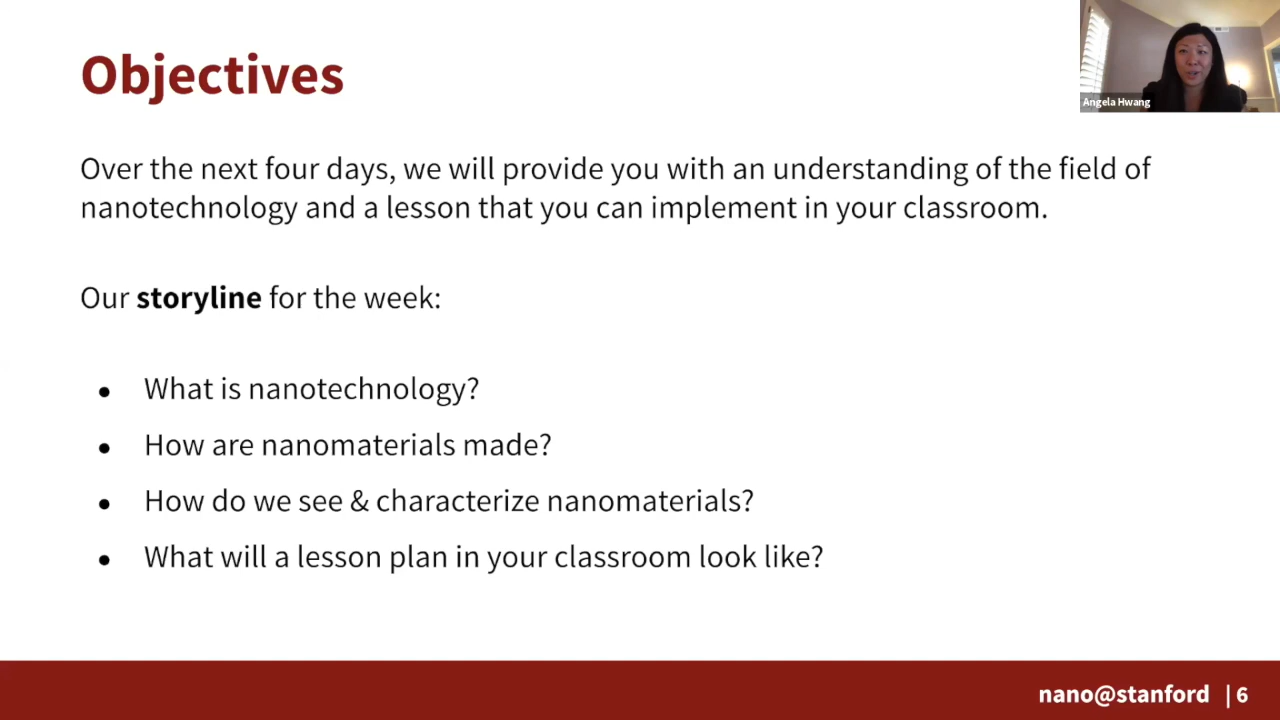 Objectives
Angela Hwang
Over the next four days, we will provide you with an understanding of the field of
nanotechnology and a lesson that you can implement in your classroom.
Our storyline for the week:
● What is nanotechnology?
● How are nanomaterials made?
● How do we see & characterize nanomaterials?
● What will a lesson plan in your classroom look like?
nano@stanford | 6